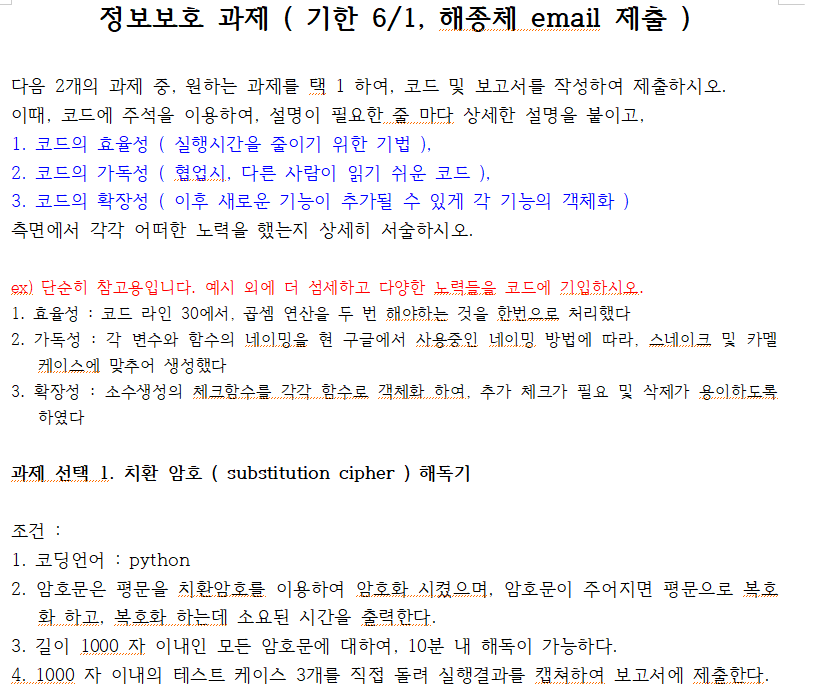 정보보호 과제 ( 기한 6/1, 해종체 email 제출 )
다음 2개의 과제 중, 원하는 과제를 택 1 하여, 코드 및 보고서를 작성하여 제출하시오.
이때, 코드에 주석을 이용하여, 설명이 필요한 줄 마다 상세한 설명을 붙이고,
1. 코드의 효율성 ( 실행시간을 줄이기 위한 기법 ),
2. 코드의 가독성 ( 협업시, 다른 사람이 읽기 쉬운 코드 ),
3. 코드의 확장성 ( 이후 새로운 기능이 추가될 수 있게 각 기능의 객체화 )
측면에서 각각 어떠한 노력을 했는지 상세히 서술하시오.
ex) 단순히 참고용입니다. 예시 외에 더 섬세하고 다양한 노력들을 코드에 기입하시오.
1. 효율성 : 코드 라인 30에서, 곱셈 연산을 두 번 해야하는 것을 한번으로 처리했다
2. 가독성 : 각 변수와 함수의 네이밍을 현 구글에서 사용중인 네이밍 방법에 따라, 스네이크 및 카멜
케이스에 맞추어 생성했다
3. 확장성 : 소수생성의 체크함수를 각각 함수로 객체화 하여, 추가 체크가 필요 및 삭제가 용이하도록
하였다
과제 선택 1. 치환 암호 ( substitution cipher ) 해독기
조건 :
1. 코딩언어 : python
2. 암호문은 평문을 치환암호를 이용하여 암호화 시켰으며, 암호문이 주어지면 평문으로 복호
화 하고, 복호화 하는데 소요된 시간을 출력한다.
3. 길이 1000 자 이내인 모든 암호문에 대하여, 10분 내 해독이 가능하다.
4. 1000 자 이내의 테스트 케이스 3개를 직접 돌려 실행결과를 캡쳐하여 보고서에 제출한다.